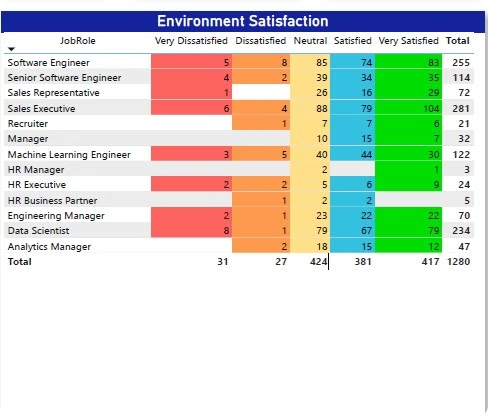 Environment Satisfaction
JobRole Very Dissatisfied Dissatisfied Neutral Satisfied Very Satisfied Total
Software Engineer 5 8 85 74 83 255
Senior Software Engineer 4 2 39 34 35 114
Sales Representative 1 26 16 29 72
Sales Executive 6 4 88 79 104 281
Recruiter 1 7 7 6 21
Manager 10 15 7 32
Machine Learning Engineer 3 5 40 44 30 122
HR Manager 2 1 3
HR Executive 2 2 5 6 9 24
HR Business Partner 1 2 2 5
Engineering Manager 2 1 23 22 22 70
Data Scientist 8 1 79 67 79 234
Analytics Manager 2 18 15 12 47
Total 31 27 424 381 417 1280